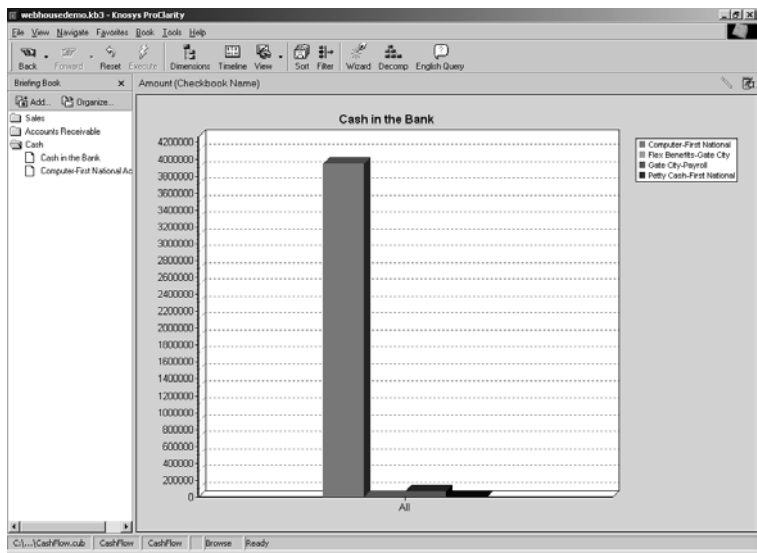 webhousedemo.kb3 - Knosys ProClarity
File View Navigate Favorites Book Tools Help
Back Forward Reset Execute Dimensions Timeline View Sort Filter Wizard Decomp English Query
Briefing Book x Amount (Checkbook Name)
Add... Organize...
Sales
Accounts Receivable
Cash
Cash in the Bank
Computer-First National Ac
Cash in the Bank
4200000
4000000
3800000
3600000
3400000
3200000
3000000
2800000
2600000
2400000
2200000
2000000
1800000
1600000
1400000
1200000
1000000
800000
600000
400000
200000
0
All
Computer-First National
Flex Benefits-Gate City
Gate City-Payroll
Petty Cash-First National
C:\...\CashFlow.cub CashFlow CashFlow Browse Ready